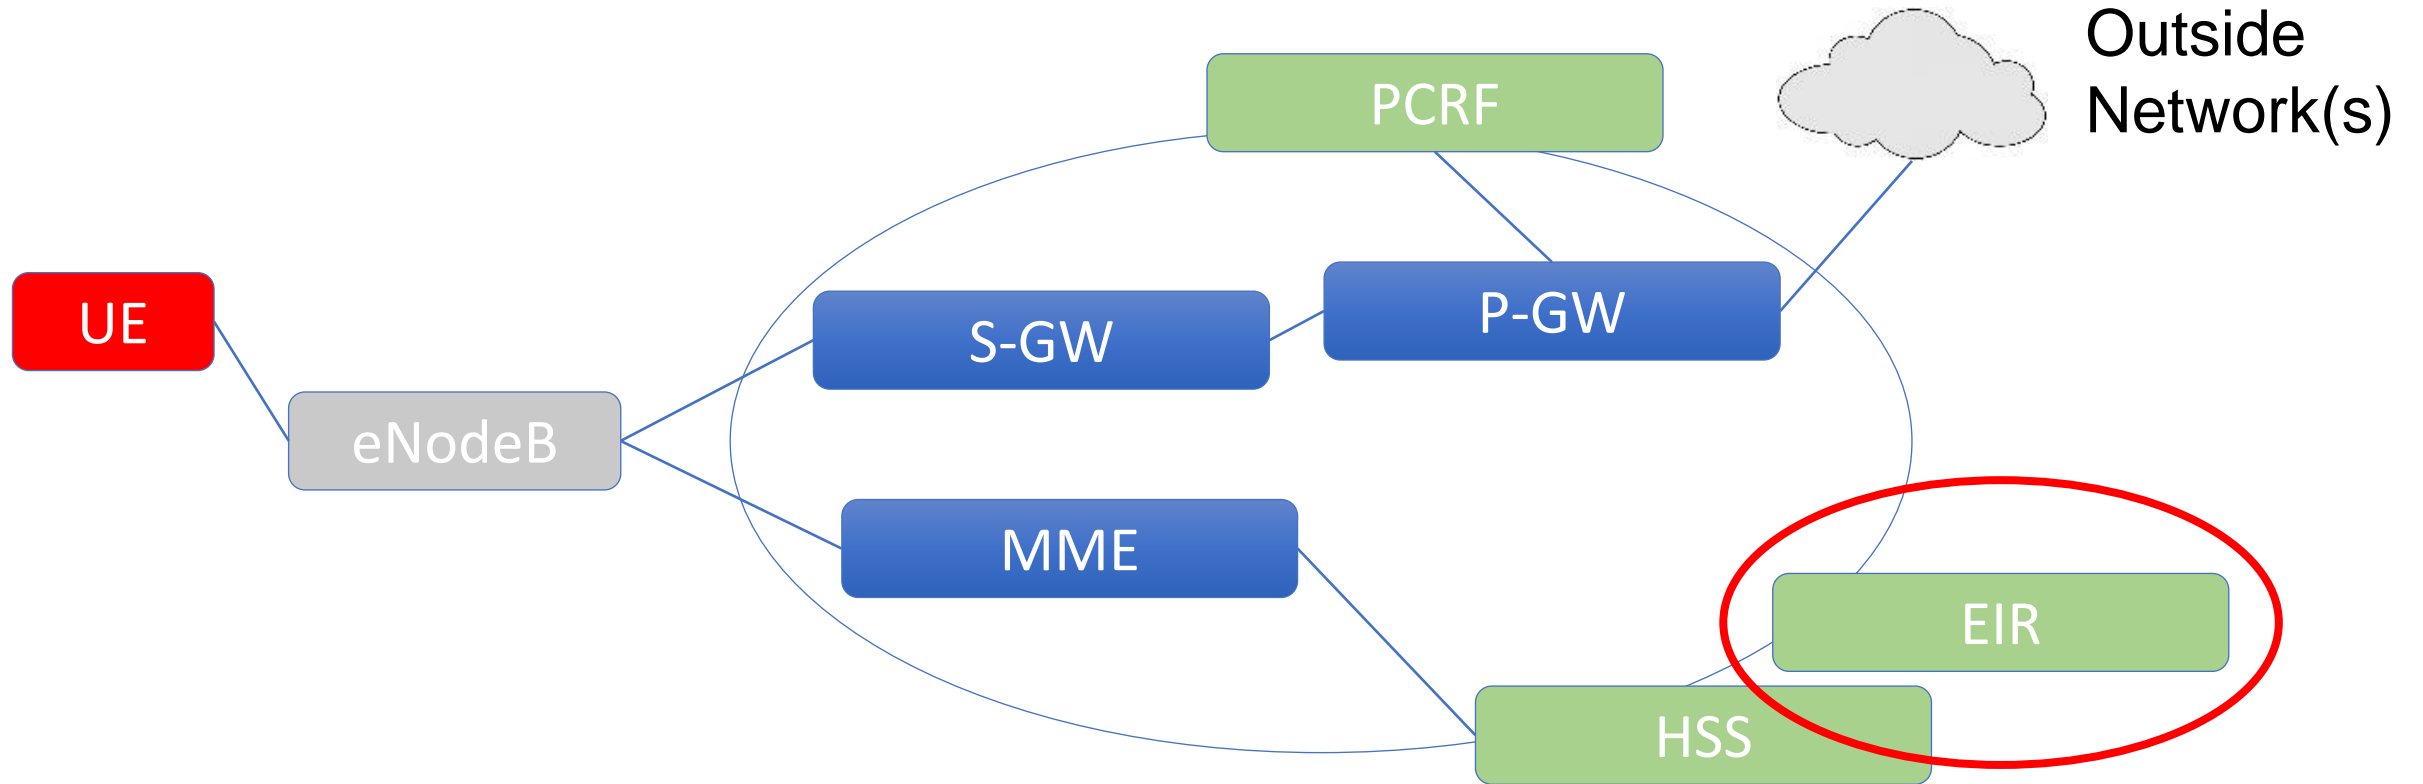 Outside
Network(s)
PCRF
UE
S-GW
P-GW
eNodeB
MME
EIR
HSS